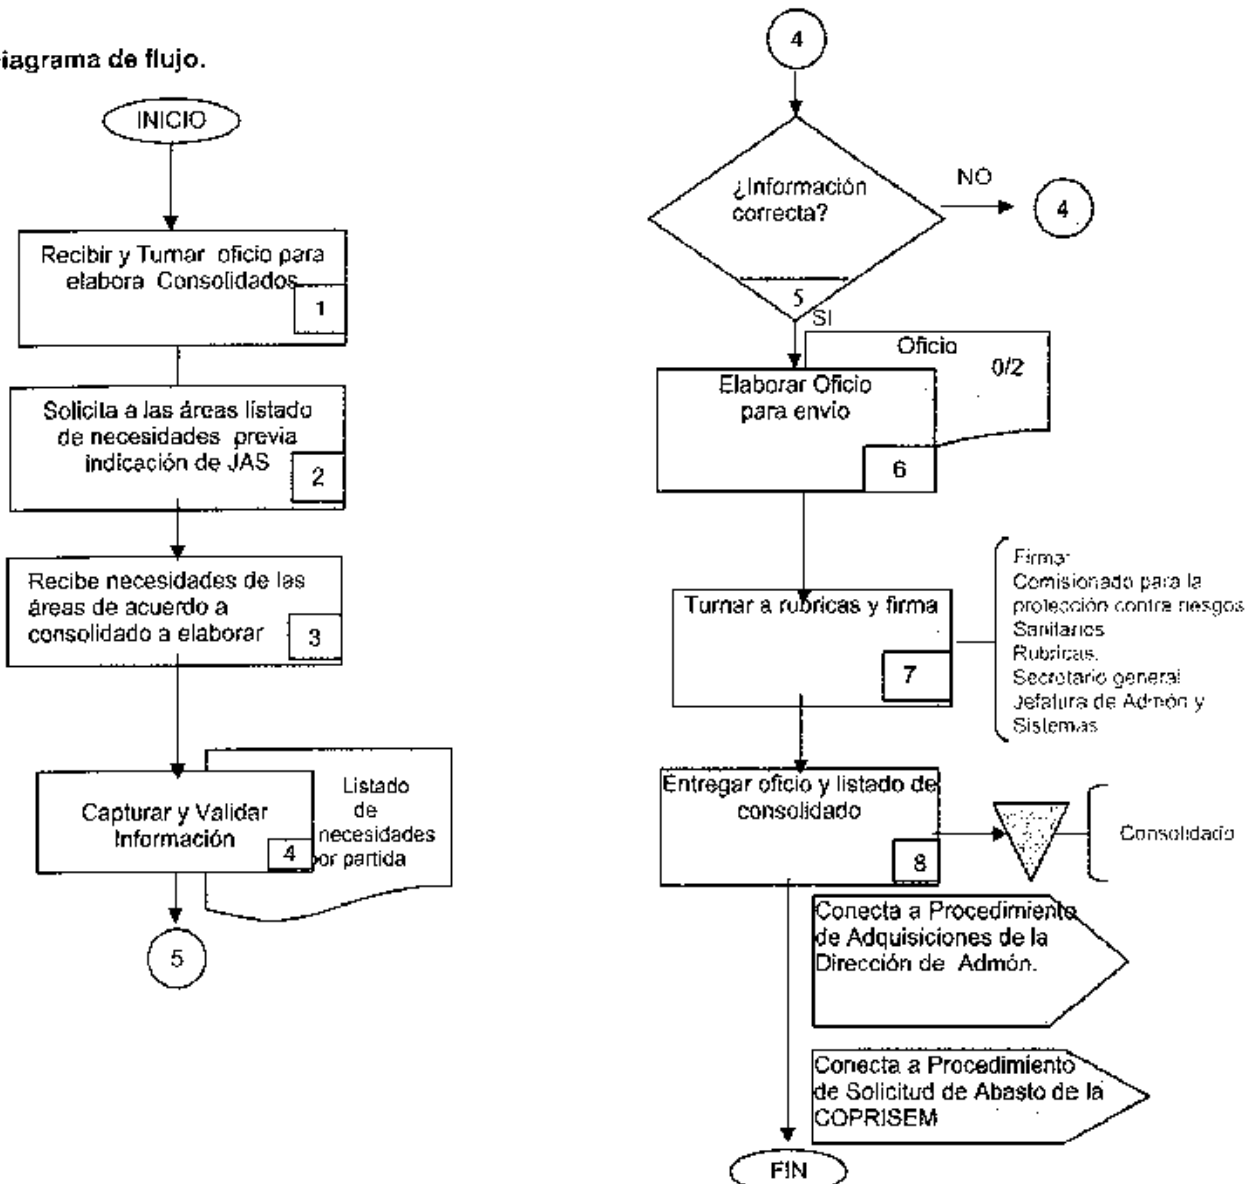 iagrama de flujo.
INICIO
Recibir y Turnar oficio para
elabora Consolidados
1
Solicita a las áreas listado
de necesidades previa
indicación de JAS
2
Recibe necesidades de las
áreas de acuerdo a
consolidado a elaborar
3
Capturar y Validar
Información
4
Listado
de
necesidades
por partida
5
4
¿Información
correcta?
5
NO
4
SI
Oficio
0/2
Elaborar Oficio
para envio
6
Turnar a rubricas y firma
7
Firma:
Comisionado para la
protección contra riesgos
Sanitarios
Rubricas.
Secretario general
Jefatura de Admón y
Sistemas
Entregar oficio y listado de
consolidado
8
Consolidado
Conecta a Procedimiento
de Adquisiciones de la
Dirección de Admón.
Conecta a Procedimiento
de Solicitud de Abasto de la
COPRISEM
FIN